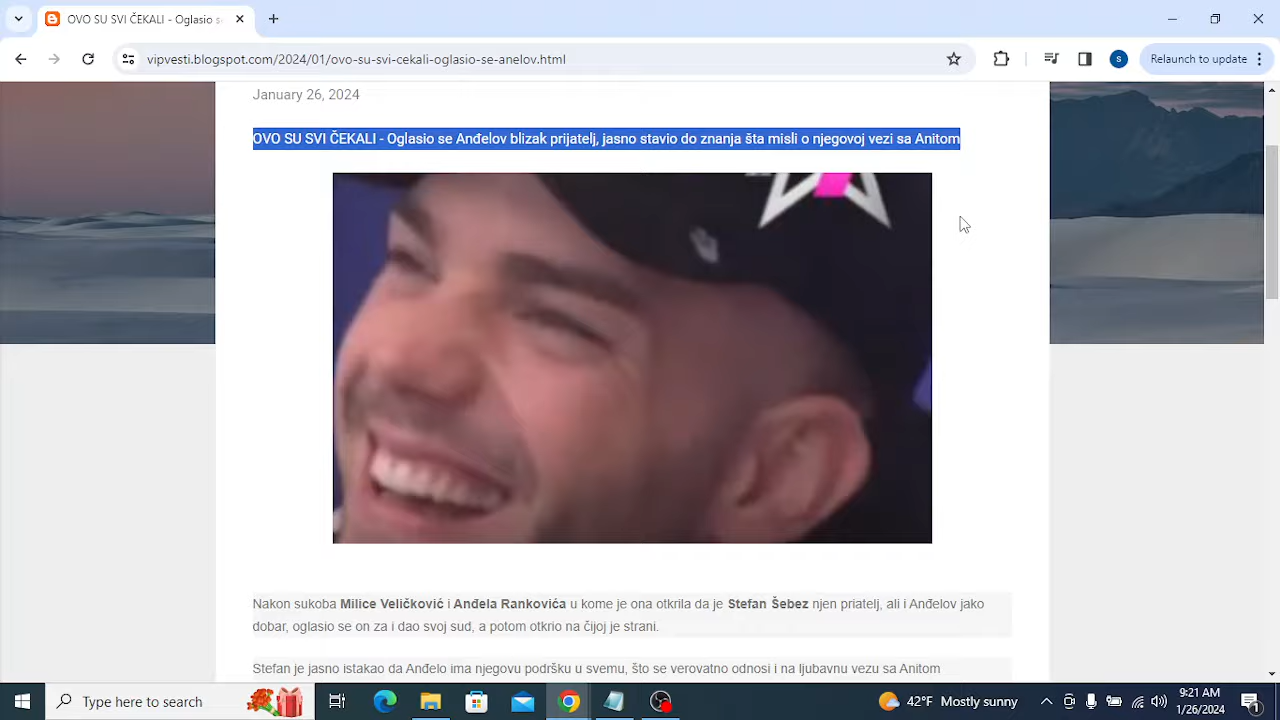 OVO SU SVI ČEKALI - Oglasio s
vipvesti.blogspot.com/2024/01/ovo-su-svi-cekali-oglasio-se-anelov.html
S
Relaunch to update
January 26, 2024
OVO SU SVI ČEKALI - Oglasio se Anđelov blizak prijatelj, jasno stavio do znanja šta misli o njegovoj vezi sa Anitom
Nakon sukoba Milice Veličković i Anđela Rankovića u kome je ona otkrila da je Stefan Šebez njen priatelj, ali i Anđelov jako
dobar, oglasio se on za i dao svoj sud, a potom otkrio na čijoj je strani.
Stefan je jasno istakao da Anđelo ima njegovu podršku u svemu, što se verovatno odnosi i na ljubavnu vezu sa Anitom
Type here to search
42°F Mostly sunny
9:21 AM
1/26/2024
1